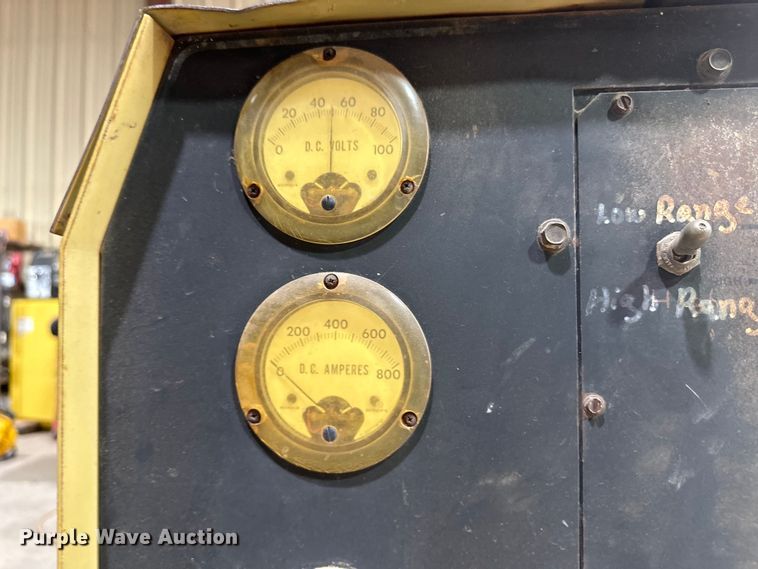 20 40 60 80
0 100
D.C. VOLTS
Low Range
High Range
200 400 600
0 800
D.C. AMPERES
Purple Wave Auction